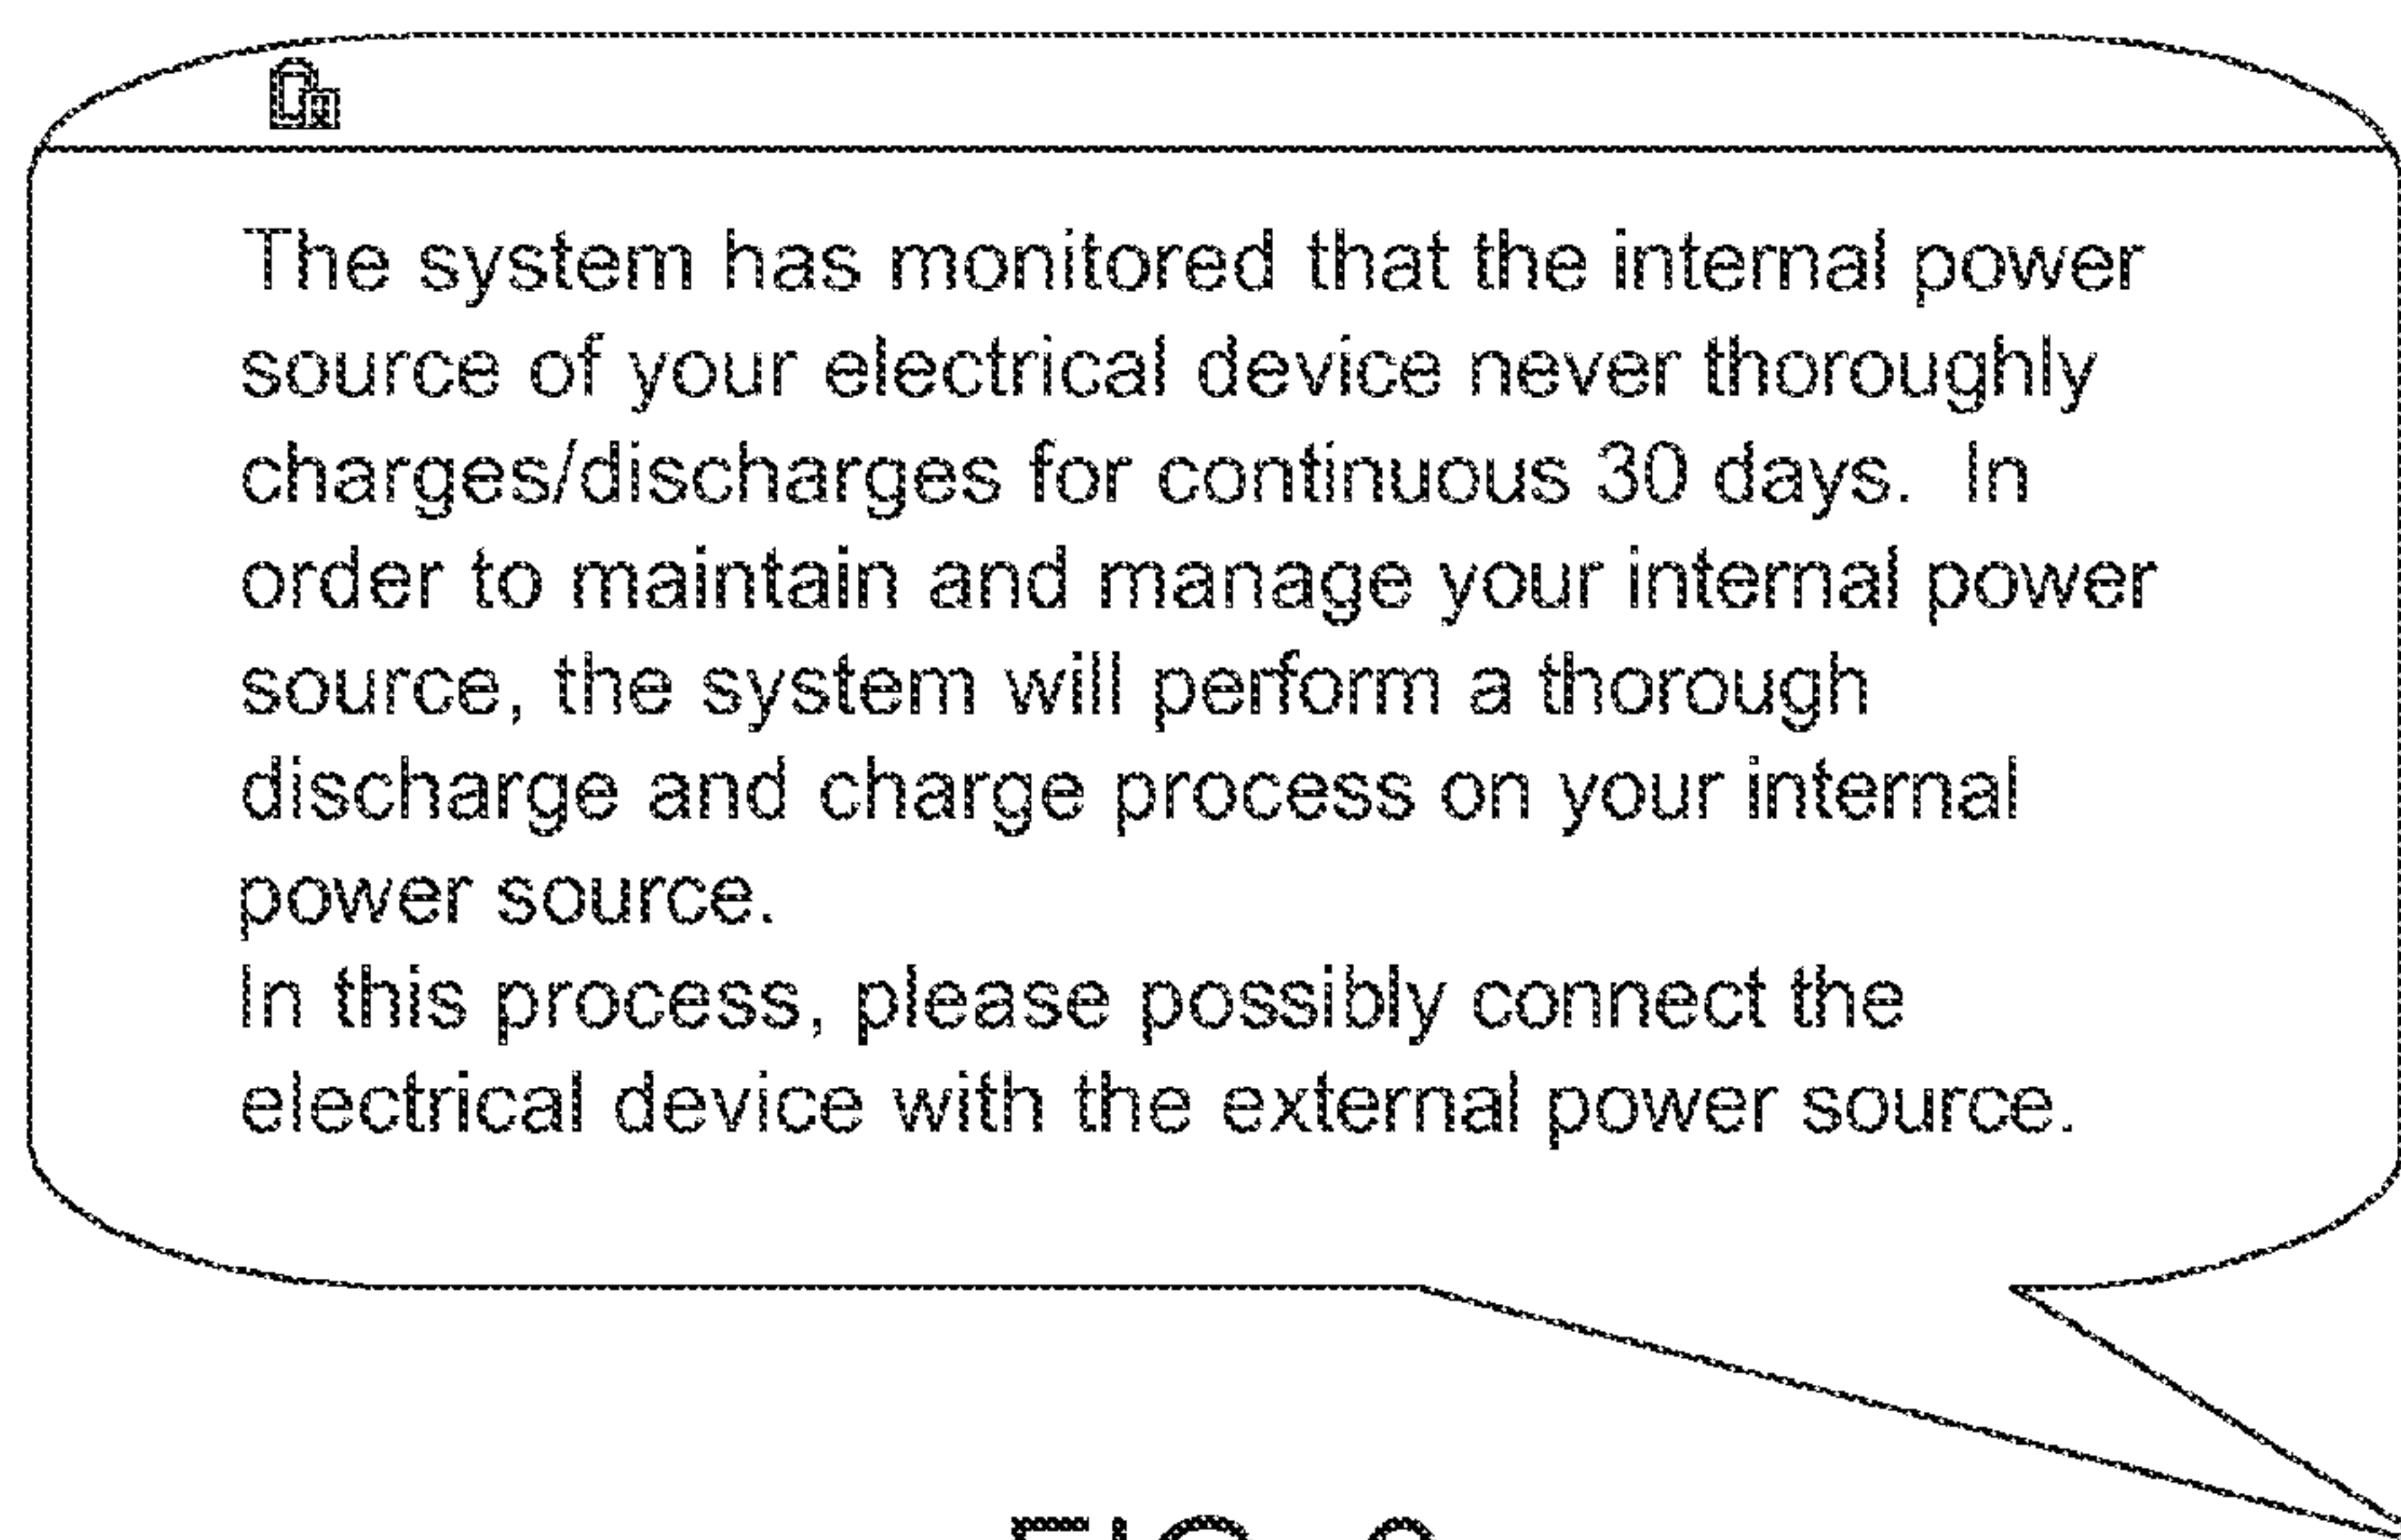 The system has monitored that the internal power
source of your electrical device never thoroughly
charges/discharges for continuous 30 days. In
order to maintain and manage your internal power
source, the system will perform a thorough
discharge and charge process on your internal
power source.
In this process, please possibly connect the
electrical device with the external power source.